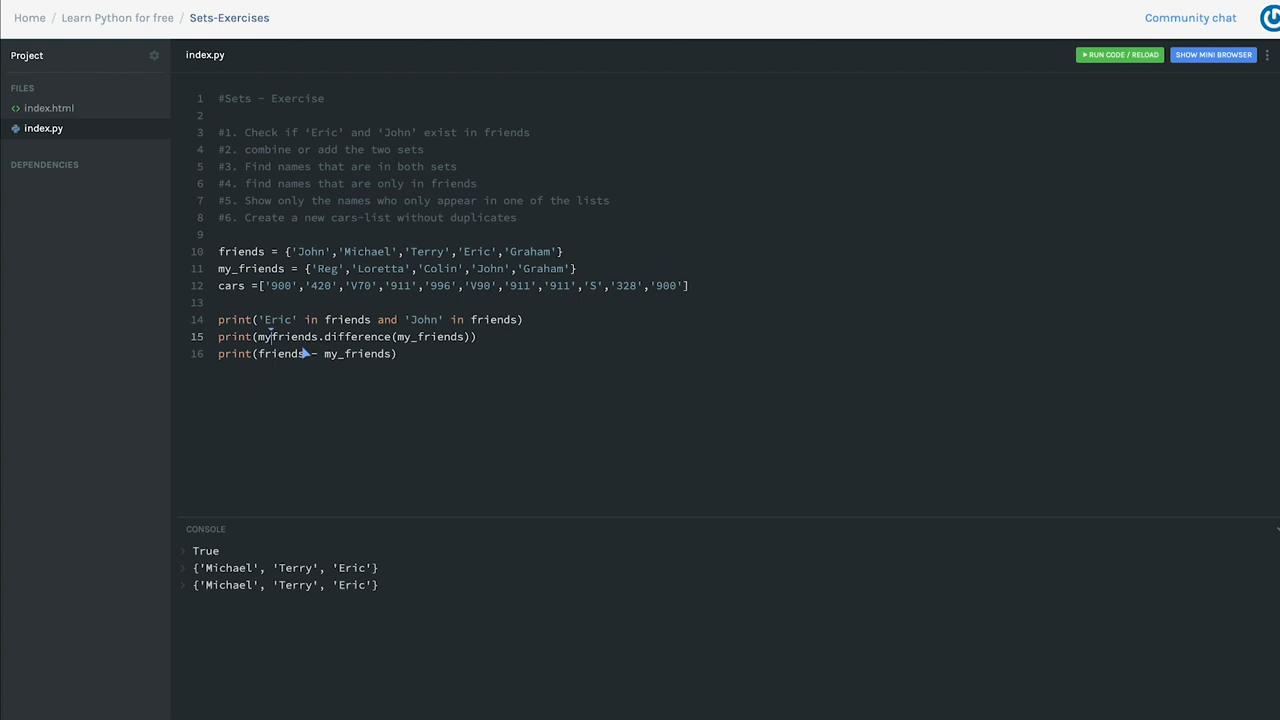 Home / Learn Python for free / Sets-Exercises
Community chat
Project
index.py
RUN CODE / RELOAD
SHOW MINI BROWSER
FILES
index.html
index.py
DEPENDENCIES
1 #Sets - Exercise
2
3 #1. Check if ‘Eric’ and ‘John’ exist in friends
4 #2. combine or add the two sets
5 #3. Find names that are in both sets
6 #4. find names that are only in friends
7 #5. Show only the names who only appear in one of the lists
8 #6. Create a new cars-list without duplicates
9
10 friends = {'John','Michael','Terry','Eric','Graham'}
11 my_friends = {'Reg','Loretta','Colin','John','Graham'}
12 cars =['900','420','V70','911','996','V90','911','911','S','328','900']
13
14 print('Eric' in friends and 'John' in friends)
15 print(myfriends.difference(my_friends))
16 print(friends - my_friends)
CONSOLE
True
{'Michael', 'Terry', 'Eric'}
{'Michael', 'Terry', 'Eric'}